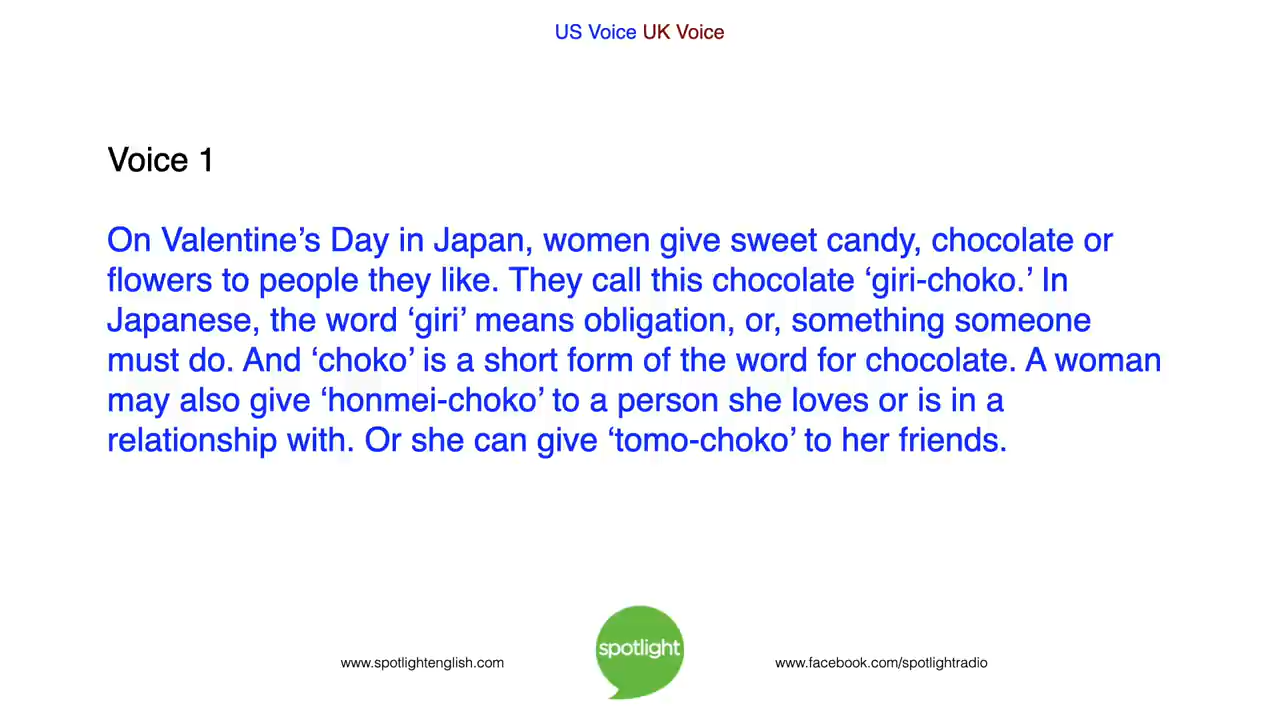 US Voice UK Voice
Voice 1
On Valentine’s Day in Japan, women give sweet candy, chocolate or
flowers to people they like. They call this chocolate ‘giri-choko.’ In
Japanese, the word ‘giri’ means obligation, or, something someone
must do. And ‘choko’ is a short form of the word for chocolate. A woman
may also give ‘honmei-choko’ to a person she loves or is in a
relationship with. Or she can give ‘tomo-choko’ to her friends.
spotlight
www.spotlightenglish.com
www.facebook.com/spotlightradio